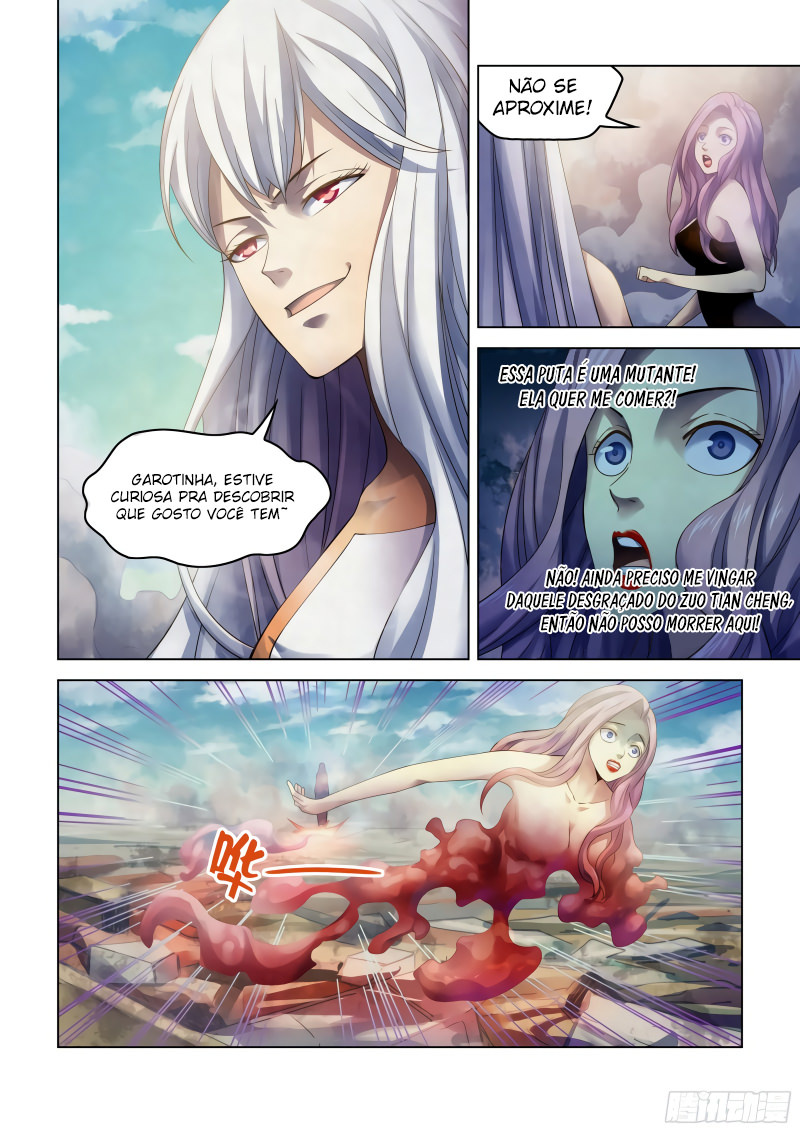 GAROTINHA, ESTIVE
CURIOSA PRA DESCOBRIR
QUE GOSTO VOCÊ TEM~
NÃO SE
APROXIME!
ESSA PUTA É UMA MUTANTE!
ELA QUER ME COMER?!
NÃO! AINDA PRECISO ME VINGAR
DAQUELE DESGRAÇADO DO ZUO TIAN CHENG,
ENTÃO NÃO POSSO MORRER AQUI!
腾讯动漫